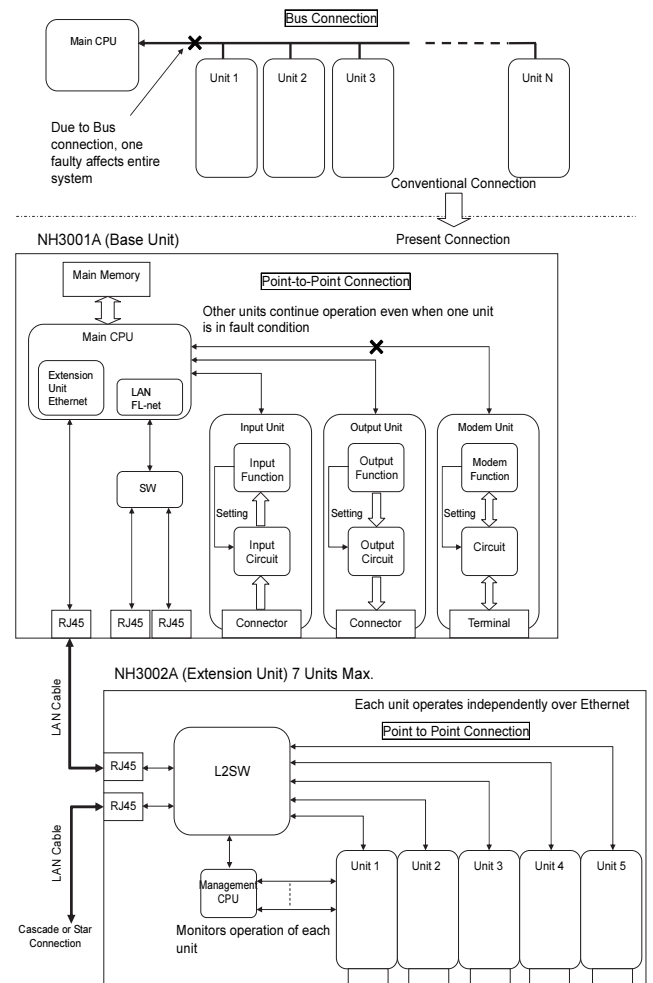 Bus Connection
Main CPU
Unit 1
Unit 2
Unit 3
Unit N
Due to Bus
connection, one
faulty affects entire
system
Conventional Connection
NH3001A (Base Unit)
Present Connection
Main Memory
Point-to-Point Connection
Other units continue operation even when one unit
is in fault condition
Main CPU
Extension
Unit
Ethernet
LAN
FL-net
Input Unit
Output Unit
Modem Unit
Input
Function
Output
Function
Modem
Function
SW
Setting
Setting
Setting
Input
Circuit
Output
Circuit
Circuit
RJ45
RJ45
RJ45
Connector
Connector
Terminal
NH3002A (Extension Unit) 7 Units Max.
LAN Cable
Each unit operates independently over Ethernet
Point to Point Connection
RJ45
L2SW
RJ45
LAN Cable
Unit 1
Unit 2
Unit 3
Unit 4
Unit 5
Management
CPU
Cascade or Star
Connection
Monitors operation of each
unit